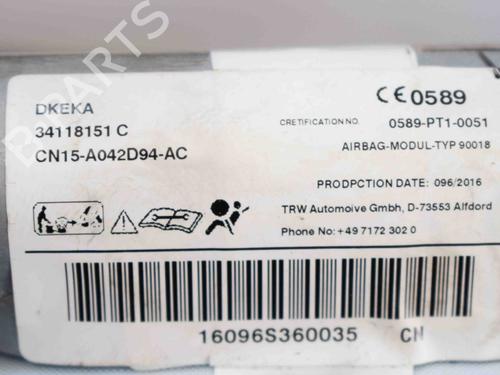 DKEKA
34118151 C
CN15-A042D94-AC
CE0589
CRETIFICATION NO. 0589-PT1-0051
AIRBAG-MODUL-TYP 90018
PRODPCTION DATE: 096/2016
TRW Automoive Gmbh, D-73553 Alfdord
Phone No: +49 7172 302 0
16096S360035 CN
B PARTS